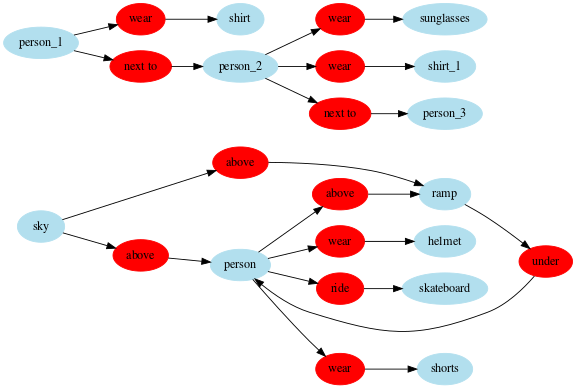 person_1
wear
shirt
next to
person_2
wear
sunglasses
wear
shirt_1
next to
person_3
sky
above
above
person
above
ramp
wear
helmet
ride
skateboard
under
wear
shorts